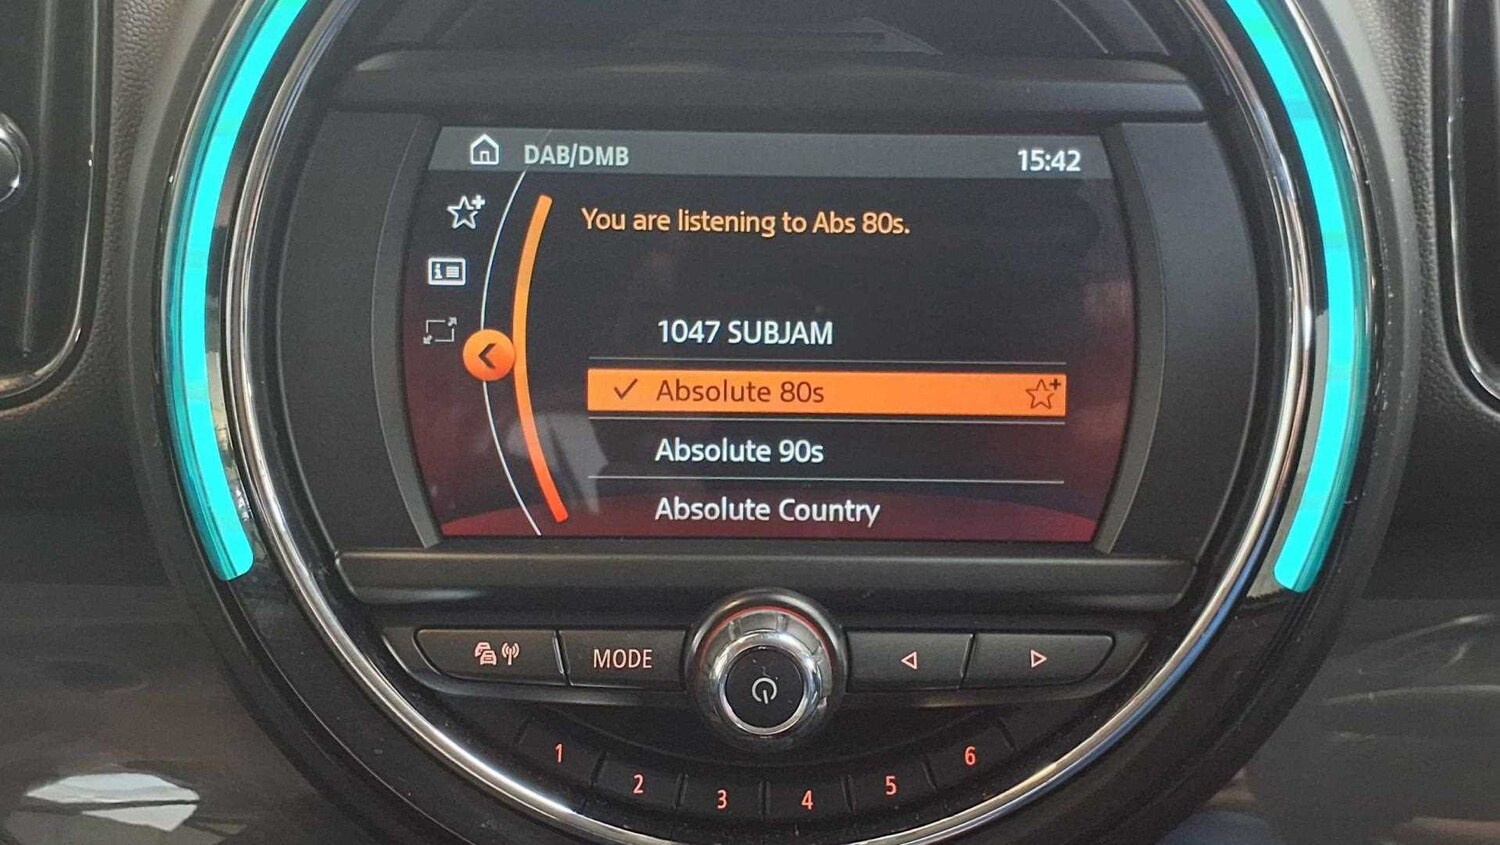 DAB/DMB 15:42
You are listening to Abs 80s.
1047 SUBJAM
Absolute 80s
Absolute 90s
Absolute Country
MODE
1 2 3 4 5 6